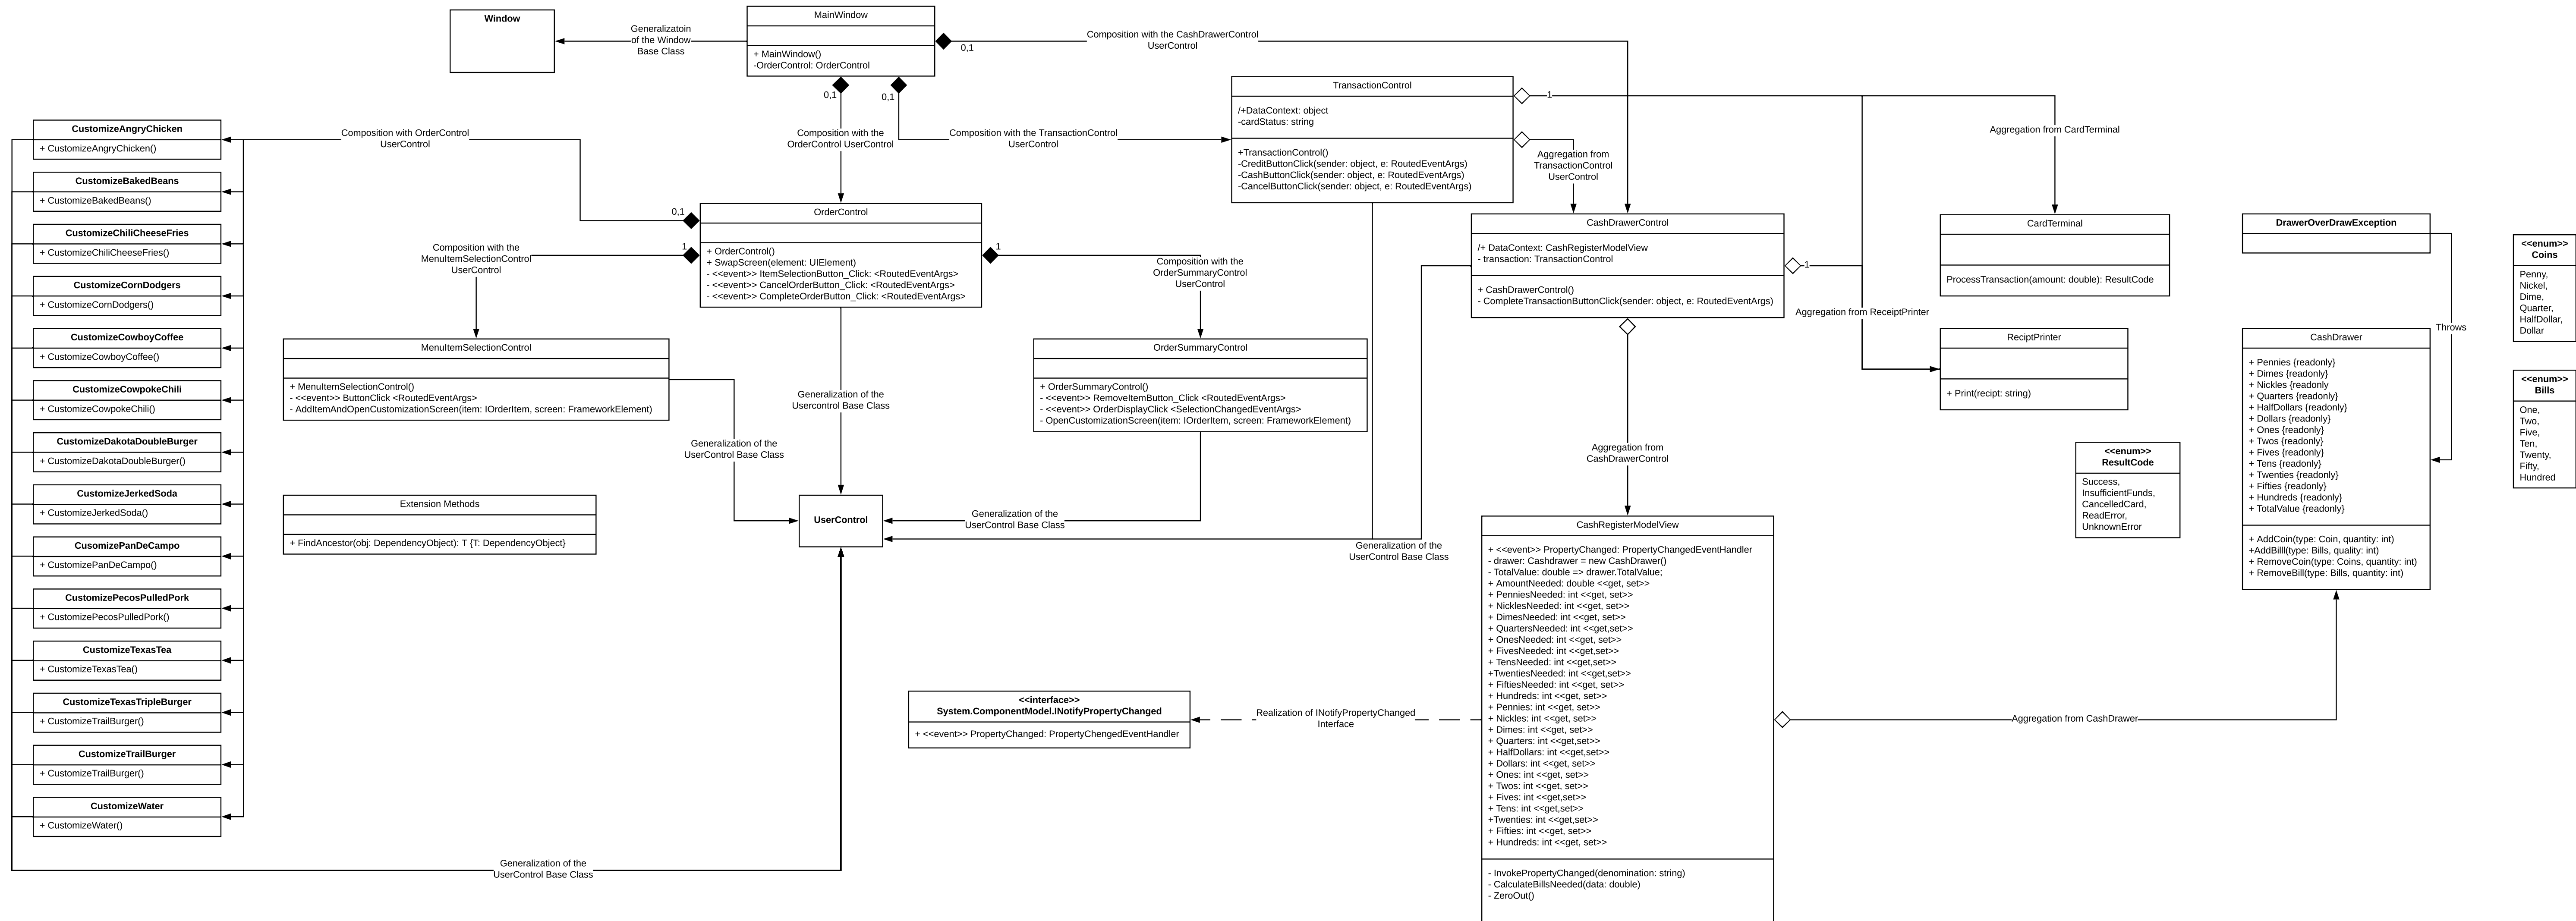 Window
Generalizatoin
of the Window
Base Class
MainWindow
+ MainWindow()
-OrderControl: OrderControl
0,1
0,1
0,1
Composition with the CashDrawerControl
UserControl
Composition with the
OrderControl UserControl
Composition with the TransactionControl
UserControl
TransactionControl
/+DataContext: object
-cardStatus: string
+TransactionControl()
-CreditButtonClick(sender: object, e: RoutedEventArgs)
-CashButtonClick(sender: object, e: RoutedEventArgs)
-CancelButtonClick(sender: object, e: RoutedEventArgs)
1
Aggregation from
TransactionControl
UserControl
Aggregation from CardTerminal
CustomizeAngryChicken
+ CustomizeAngryChicken()
CustomizeBakedBeans
+ CustomizeBakedBeans()
CustomizeChiliCheeseFries
+ CustomizeChiliCheeseFries()
CustomizeCornDodgers
+ CustomizeCornDodgers()
CustomizeCowboyCoffee
+ CustomizeCowboyCoffee()
CustomizeCowpokeChili
+ CustomizeCowpokeChili()
CustomizeDakotaDoubleBurger
+ CustomizeDakotaDoubleBurger()
CustomizeJerkedSoda
+ CustomizeJerkedSoda()
CusomizePanDeCampo
+ CustomizePanDeCampo()
CustomizePecosPulledPork
+ CustomizePecosPulledPork()
CustomizeTexasTea
+ CustomizeTexasTea()
CustomizeTexasTripleBurger
+ CustomizeTrailBurger()
CustomizeTrailBurger
+ CustomizeTrailBurger()
CustomizeWater
+ CustomizeWater()
Composition with OrderControl
UserControl
0,1
1
1
OrderControl
+ OrderControl()
+ SwapScreen(element: UIElement)
- <<event>> ItemSelectionButton_Click: <RoutedEventArgs>
- <<event>> CancelOrderButton_Click: <RoutedEventArgs>
- <<event>> CompleteOrderButton_Click: <RoutedEventArgs>
Composition with the
MenuItemSelectionControl
UserControl
Composition with the
OrderSummaryControl
UserControl
MenuItemSelectionControl
+ MenuItemSelectionControl()
- <<event>> ButtonClick <RoutedEventArgs>
- AddItemAndOpenCustomizationScreen(item: IOrderItem, screen: FrameworkElement)
OrderSummaryControl
+ OrderSummaryControl()
- <<event>> RemoveItemButton_Click <RoutedEventArgs>
- <<event>> OrderDisplayClick <SelectionChangedEventArgs>
- OpenCustomizationScreen(item: IOrderItem, screen: FrameworkElement)
Generalization of the
Usercontrol Base Class
Generalization of the
UserControl Base Class
Extension Methods
+ FindAncestor(obj: DependencyObject): T {T: DependencyObject}
UserControl
Generalization of the
UserControl Base Class
Generalization of the
UserControl Base Class
Generalization of the
UserControl Base Class
CashDrawerControl
/+ DataContext: CashRegisterModelView
- transaction: TransactionControl
+ CashDrawerControl()
- CompleteTransactionButtonClick(sender: object, e: RoutedEventArgs)
1
Aggregation from ReceiptPrinter
Aggregation from
CashDrawerControl
CardTerminal
ProcessTransaction(amount: double): ResultCode
ReciptPrinter
+ Print(recipt: string)
<<enum>>
ResultCode
Success,
InsufficientFunds,
CancelledCard,
ReadError,
UnknownError
DrawerOverDrawException
Throws
CashDrawer
+ Pennies {readonly}
+ Dimes {readonly}
+ Nickles {readonly
+ Quarters {readonly}
+ HalfDollars {readonly}
+ Dollars {readonly}
+ Ones {readonly}
+ Twos {readonly}
+ Fives {readonly}
+ Tens {readonly}
+ Twenties {readonly}
+ Fifties {readonly}
+ Hundreds {readonly}
+ TotalValue {readonly}
+ AddCoin(type: Coin, quantity: int)
+AddBilll(type: Bills, quality: int)
+ RemoveCoin(type: Coins, quantity: int)
+ RemoveBill(type: Bills, quantity: int)
<<enum>>
Coins
Penny,
Nickel,
Dime,
Quarter,
HalfDollar,
Dollar
<<enum>>
Bills
One,
Two,
Five,
Ten,
Twenty,
Fifty,
Hundred
<<interface>>
System.ComponentModel.INotifyPropertyChanged
+ <<event>> PropertyChanged: PropertyChengedEventHandler
Realization of INotifyPropertyChanged
Interface
CashRegisterModelView
+ <<event>> PropertyChanged: PropertyChangedEventHandler
- drawer: Cashdrawer = new CashDrawer()
- TotalValue: double => drawer.TotalValue;
+ AmountNeeded: double <<get, set>>
+ PenniesNeeded: int <<get, set>>
+ NicklesNeeded: int <<get, set>>
+ DimesNeeded: int <<get, set>>
+ QuartersNeeded: int <<get,set>>
+ OnesNeeded: int <<get, set>>
+ FivesNeeded: int <<get,set>>
+ TensNeeded: int <<get,set>>
+TwentiesNeeded: int <<get,set>>
+ FiftiesNeeded: int <<get, set>>
+ Hundreds: int <<get, set>>
+ Pennies: int <<get, set>>
+ Nickles: int <<get, set>>
+ Dimes: int <<get, set>>
+ Quarters: int <<get,set>>
+ HalfDollars: int <<get,set>>
+ Dollars: int <<get, set>>
+ Ones: int <<get, set>>
+ Twos: int <<get, set>>
+ Fives: int <<get,set>>
+ Tens: int <<get,set>>
+Twenties: int <<get,set>>
+ Fifties: int <<get, set>>
+ Hundreds: int <<get, set>>
- InvokePropertyChanged(denomination: string)
- CalculateBillsNeeded(data: double)
- ZeroOut()
Aggregation from CashDrawer